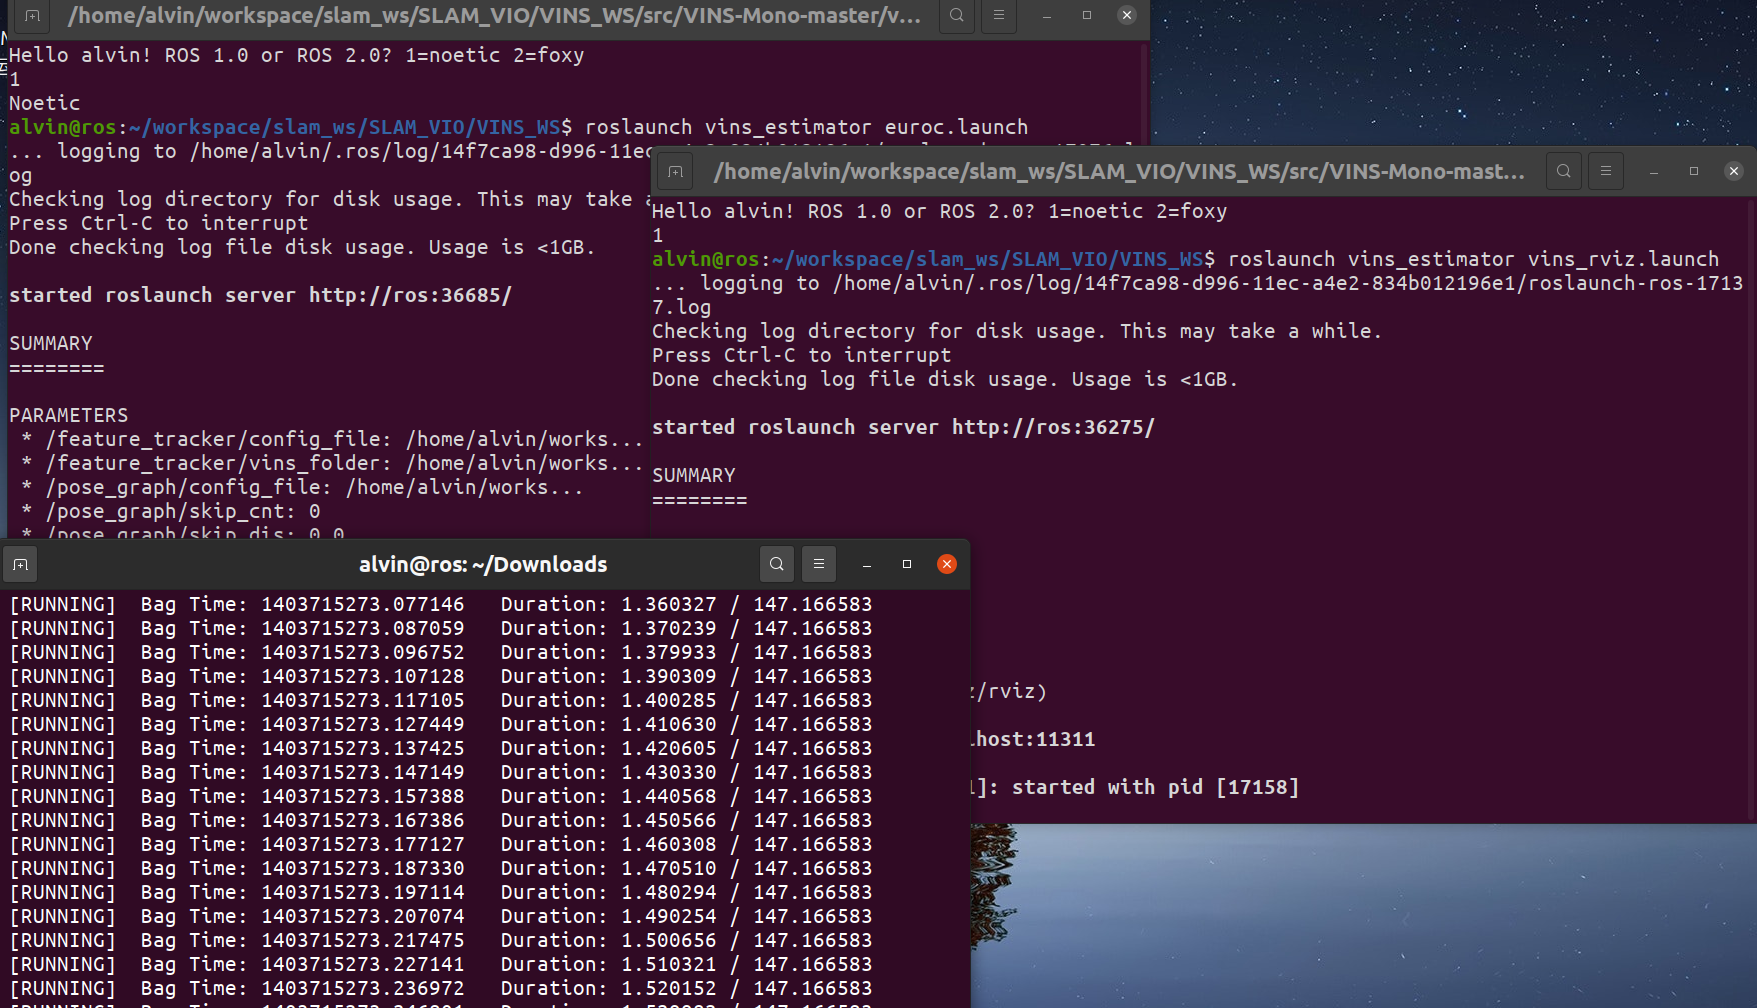 /home/alvin/workspace/slam_ws/SLAM_VIO/VINS_WS/src/VINS-Mono-master/v...
Hello alvin! ROS 1.0 or ROS 2.0? 1=noetic 2=foxy
1
Noetic
alvin@ros:~/workspace/slam_ws/SLAM_VIO/VINS_WS$ roslaunch vins_estimator euroc.launch
... logging to /home/alvin/.ros/log/14f7ca98-d996-11ec
og
Checking log directory for disk usage. This may take a
Press Ctrl-C to interrupt
Done checking log file disk usage. Usage is <1GB.
started roslaunch server http://ros:36685/
SUMMARY
========
PARAMETERS
* /feature_tracker/config_file: /home/alvin/works...
* /feature_tracker/vins_folder: /home/alvin/works...
* /pose_graph/config_file: /home/alvin/works...
* /pose_graph/skip_cnt: 0
* /pose_graph/skip_dis: 0.0
/home/alvin/workspace/slam_ws/SLAM_VIO/VINS_WS/src/VINS-Mono-mast...
Hello alvin! ROS 1.0 or ROS 2.0? 1=noetic 2=foxy
1
alvin@ros:~/workspace/slam_ws/SLAM_VIO/VINS_WS$ roslaunch vins_estimator vins_rviz.launch
... logging to /home/alvin/.ros/log/14f7ca98-d996-11ec-a4e2-834b012196e1/roslaunch-ros-1713
7.log
Checking log directory for disk usage. This may take a while.
Press Ctrl-C to interrupt
Done checking log file disk usage. Usage is <1GB.
started roslaunch server http://ros:36275/
SUMMARY
========
z/rviz)
lhost:11311
1]: started with pid [17158]
alvin@ros: ~/Downloads
[RUNNING] Bag Time: 1403715273.077146 Duration: 1.360327 / 147.166583
[RUNNING] Bag Time: 1403715273.087059 Duration: 1.370239 / 147.166583
[RUNNING] Bag Time: 1403715273.096752 Duration: 1.379933 / 147.166583
[RUNNING] Bag Time: 1403715273.107128 Duration: 1.390309 / 147.166583
[RUNNING] Bag Time: 1403715273.117105 Duration: 1.400285 / 147.166583
[RUNNING] Bag Time: 1403715273.127449 Duration: 1.410630 / 147.166583
[RUNNING] Bag Time: 1403715273.137425 Duration: 1.420605 / 147.166583
[RUNNING] Bag Time: 1403715273.147149 Duration: 1.430330 / 147.166583
[RUNNING] Bag Time: 1403715273.157388 Duration: 1.440568 / 147.166583
[RUNNING] Bag Time: 1403715273.167386 Duration: 1.450566 / 147.166583
[RUNNING] Bag Time: 1403715273.177127 Duration: 1.460308 / 147.166583
[RUNNING] Bag Time: 1403715273.187330 Duration: 1.470510 / 147.166583
[RUNNING] Bag Time: 1403715273.197114 Duration: 1.480294 / 147.166583
[RUNNING] Bag Time: 1403715273.207074 Duration: 1.490254 / 147.166583
[RUNNING] Bag Time: 1403715273.217475 Duration: 1.500656 / 147.166583
[RUNNING] Bag Time: 1403715273.227141 Duration: 1.510321 / 147.166583
[RUNNING] Bag Time: 1403715273.236972 Duration: 1.520152 / 147.166583